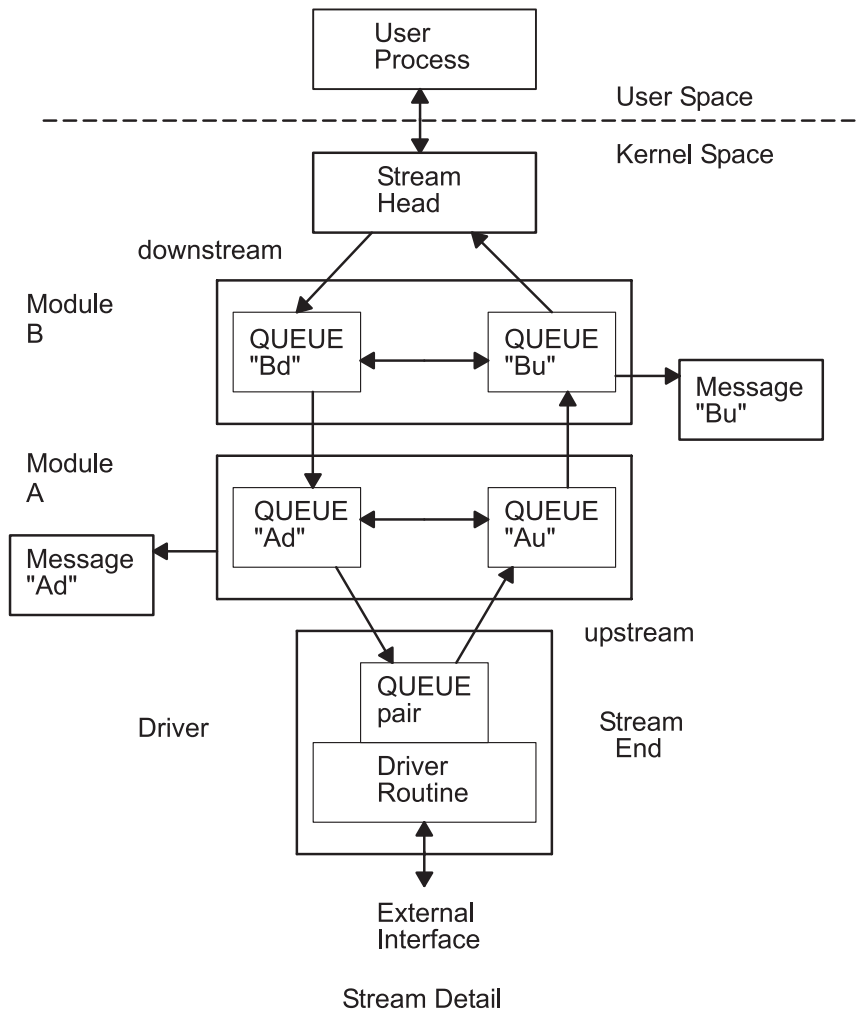 User
Process
User Space
Kernel Space
Stream
Head
downstream
Module
B
QUEUE
"Bd"
QUEUE
"Bu"
Message
"Bu"
Module
A
QUEUE
"Ad"
QUEUE
"Au"
Message
"Ad"
upstream
QUEUE
pair
Driver
Stream
End
Driver
Routine
External
Interface
Stream Detail